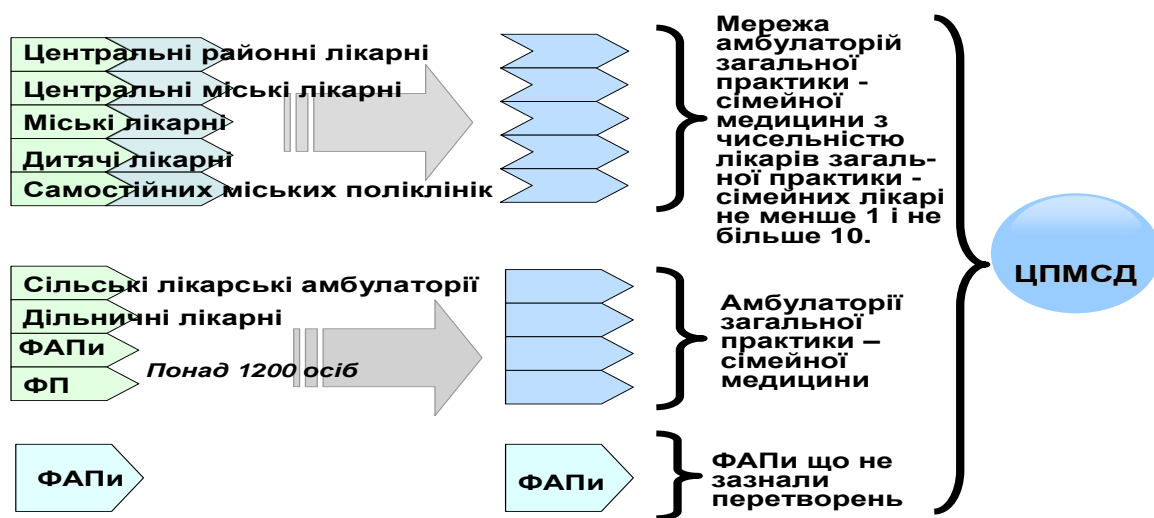 Центральні районні лікарні
Центральні міські лікарні
Міські лікарні
Дитячі лікарні
Самостійних міських поліклінік
Мережа
амбулаторій
загальної
практики -
сімейної
медицини з
чисельністю
лікарів загаль-
ної практики -
сімейних лікарі
не менше 1 і не
більше 10.
Сільські лікарські амбулаторії
Дільничні лікарні
ФАПи
ФП
Понад 1200 осіб
Амбулаторії
загальної
практики –
сімейної
медицини
ФАПи
ФАПи
ФАПи що не
зазнали
перетворень
ЦПМСД